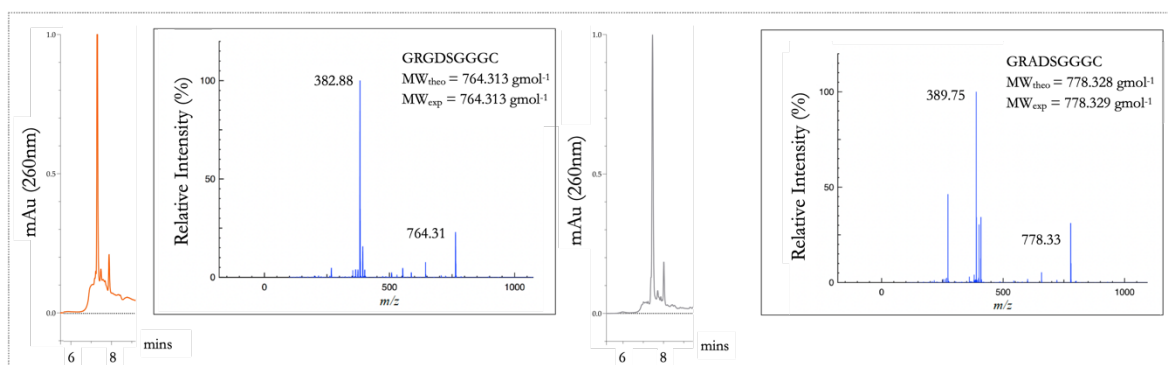 mAu (260nm)
1.0
0.5
0.0
6
8
mins
Relative Intensity (%)
100
50
0
382.88
764.31
GRGDSGGGC
MWtheo = 764.313 gmol-1
MWexp = 764.313 gmol-1
0
500
1000
m/z
mAu (260nm)
1.0
0.5
0.0
6
8
mins
Relative Intensity (%)
100
50
0
389.75
778.33
GRADSGGGC
MWtheo = 778.328 gmol-1
MWexp = 778.329 gmol-1
0
500
1000
m/z